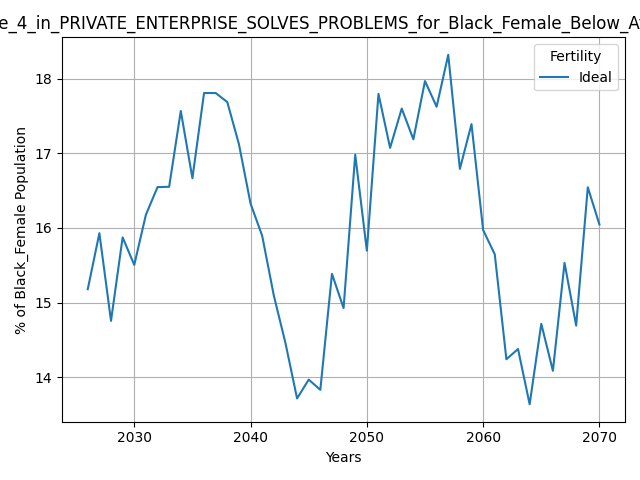 e_4_in_PRIVATE_ENTERPRISE_SOLVES_PROBLEMS_for_Black_Female_Below_A
Fertility
Ideal
% of Black_Female Population
18
17
16
15
14
2030 2040 2050 2060 2070
Years